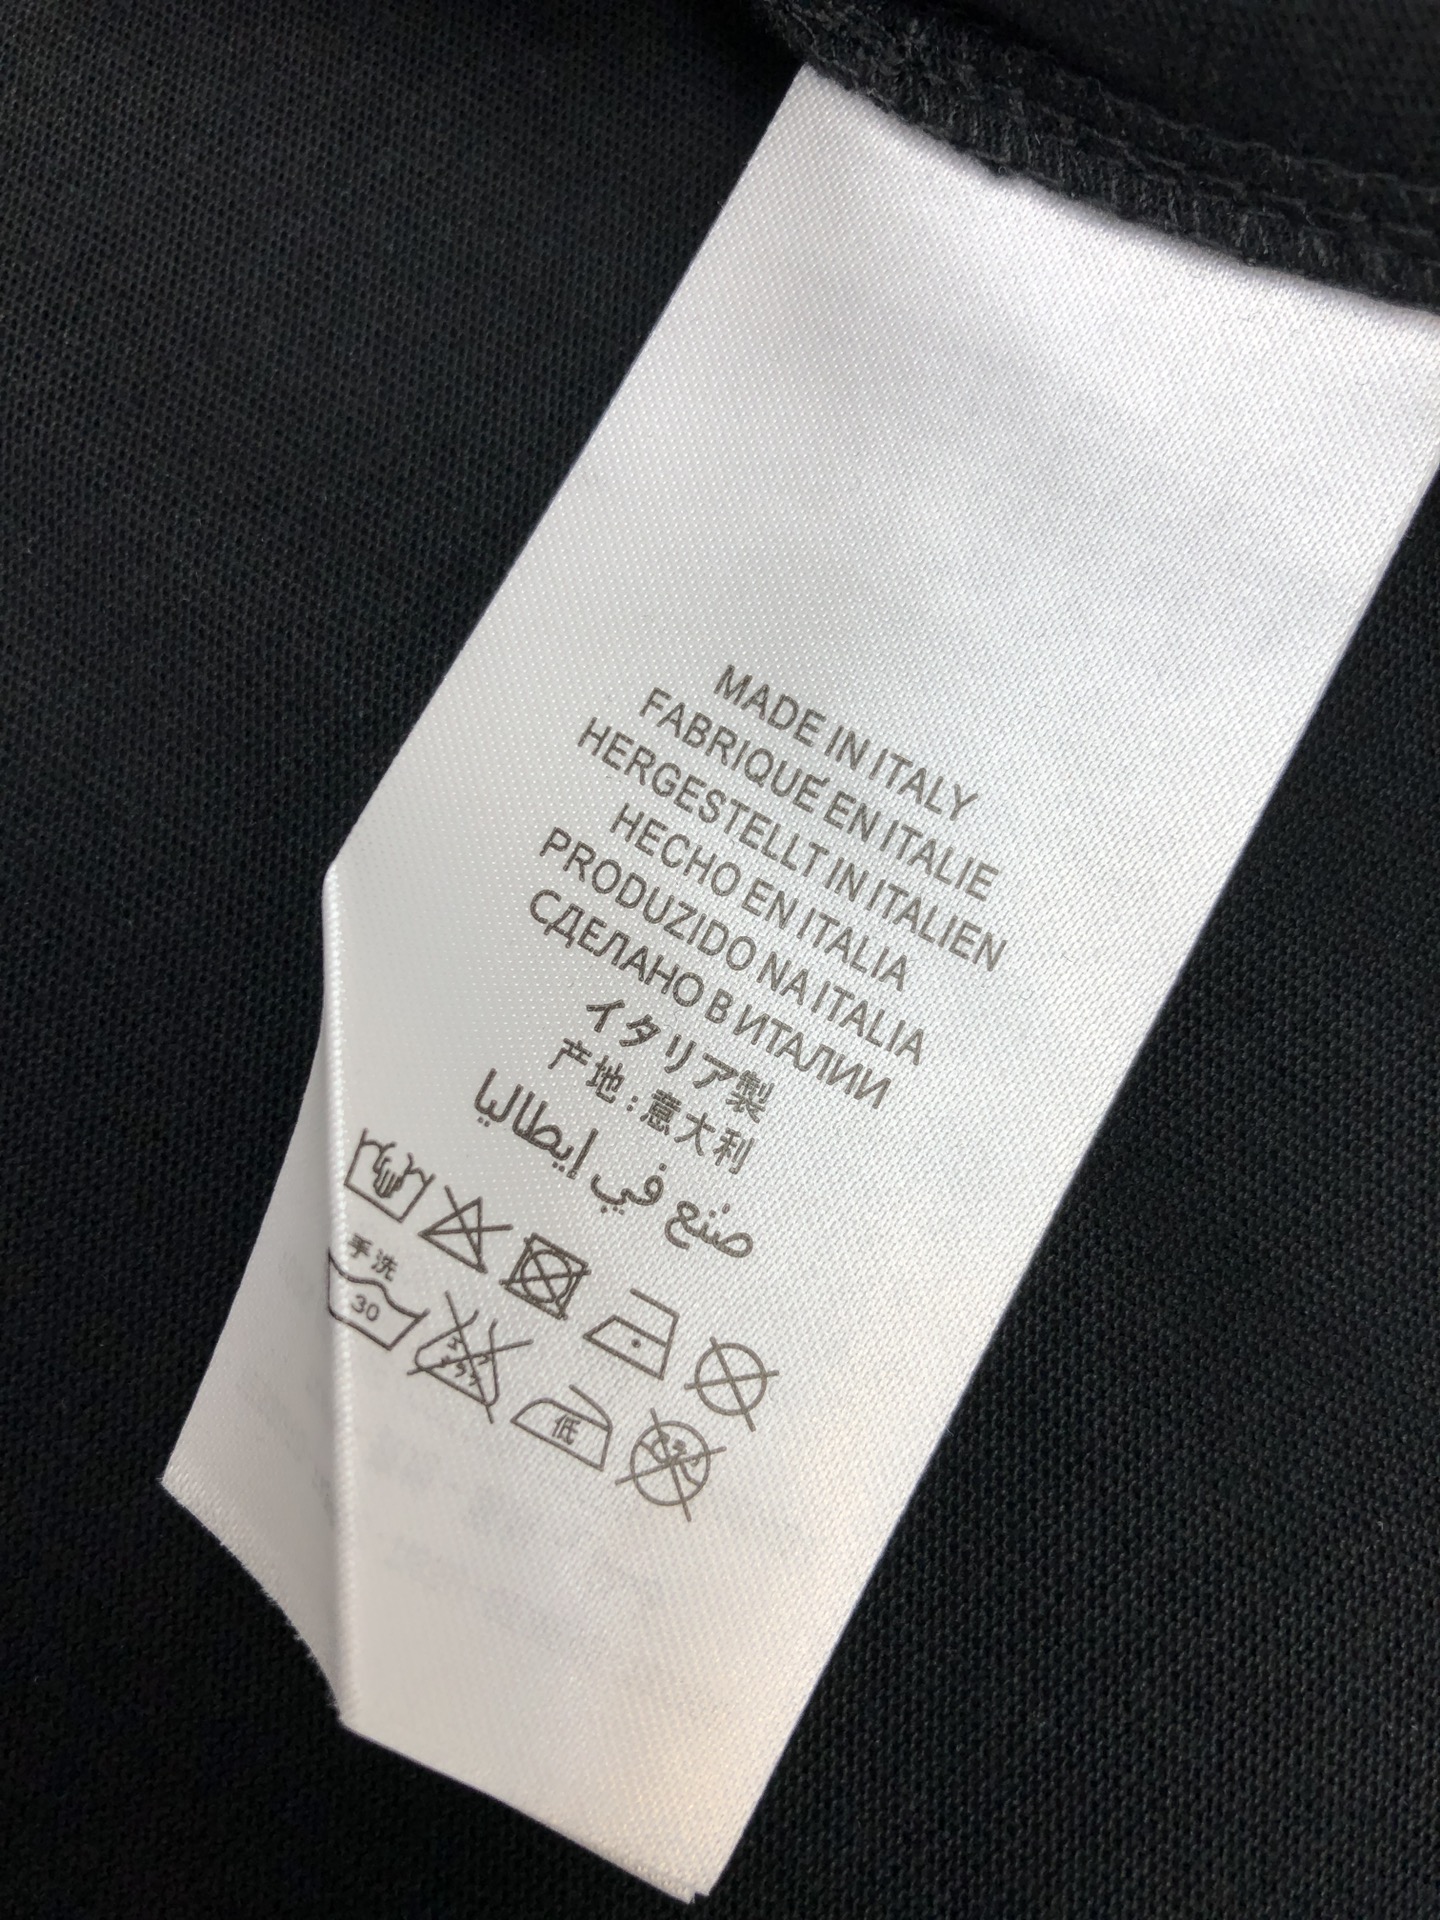 MADE IN ITALY
FABRIQUÉ EN ITALIE
HERGESTELLT IN ITALIEN
HECHO EN ITALIA
PRODUZIDO NA ITALIA
СДЕЛАНО В ИТАЛИИ
イタリア製
产地:意大利
صنع في إيطاليا
手洗
30
低